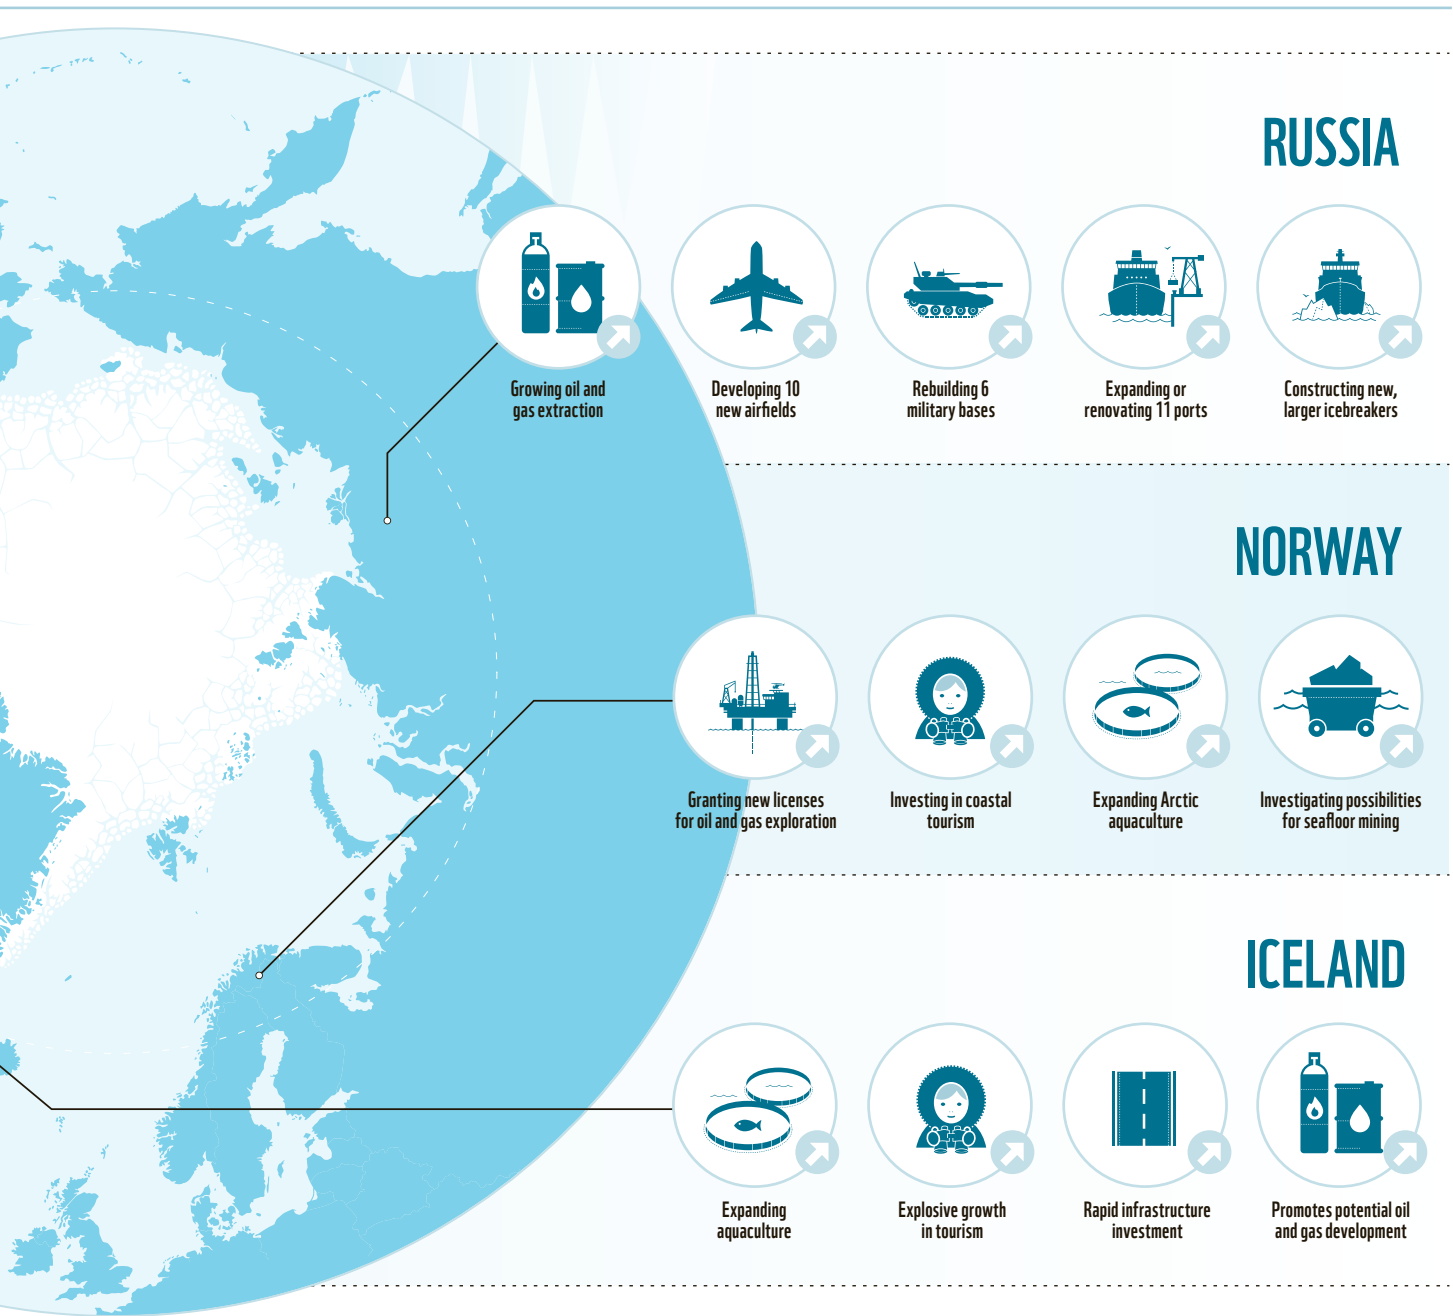 RUSSIA
Growing oil and
gas extraction
Developing 10
new airfields
Rebuilding 6
military bases
Expanding or
renovating 11 ports
Constructing new,
larger icebreakers
NORWAY
Granting new licenses
for oil and gas exploration
Investing in coastal
tourism
Expanding Arctic
aquaculture
Investigating possibilities
for seafloor mining
ICELAND
Expanding
aquaculture
Explosive growth
in tourism
Rapid infrastructure
investment
Promotes potential oil
and gas development